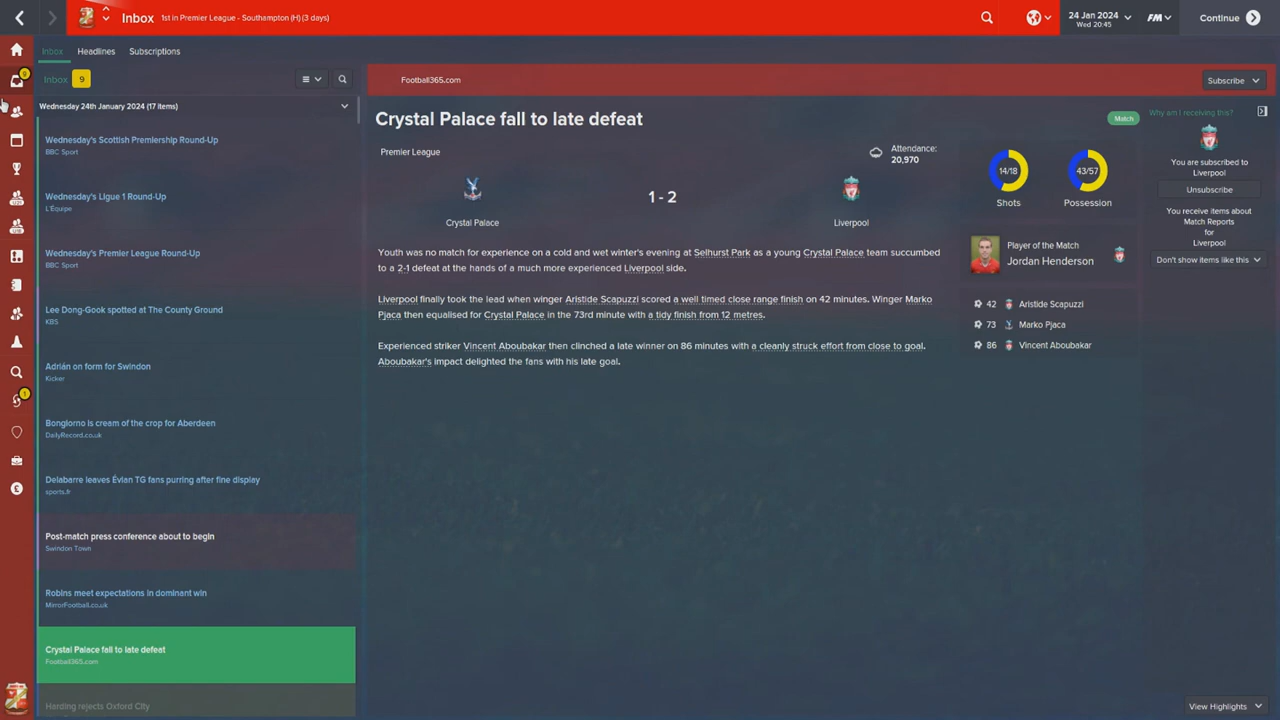 Inbox
1st in Premier League - Southampton (H) (3 days)
24 Jan 2024
Wed 20:45
FM
Continue
Inbox
Headlines
Subscriptions
9
Inbox
9
Football365.com
Subscribe
Wednesday 24th January 2024 (17 items)
Wednesday's Scottish Premiership Round-Up
BBC Sport
Wednesday's Ligue 1 Round-Up
L'Équipe
Wednesday's Premier League Round-Up
BBC Sport
Lee Dong-Gook spotted at The County Ground
KBS
Adrián on form for Swindon
Kicker
Bongiorno is cream of the crop for Aberdeen
DailyRecord.co.uk
Delabarre leaves Évian TG fans purring after fine display
sports.fr
Post-match press conference about to begin
Swindon Town
Robins meet expectations in dominant win
MirrorFootball.co.uk
Crystal Palace fall to late defeat
Football365.com
Harding rejects Oxford City
1
Crystal Palace fall to late defeat
Match
Premier League
Attendance:
20,970
1 - 2
Crystal Palace
Liverpool
Youth was no match for experience on a cold and wet winter's evening at Selhurst Park as a young Crystal Palace team succumbed
to a 2-1 defeat at the hands of a much more experienced Liverpool side.
Liverpool finally took the lead when winger Aristide Scapuzzi scored a well timed close range finish on 42 minutes. Winger Marko
Pjaca then equalised for Crystal Palace in the 73rd minute with a tidy finish from 12 metres.
Experienced striker Vincent Aboubakar then clinched a late winner on 86 minutes with a cleanly struck effort from close to goal.
Aboubakar's impact delighted the fans with his late goal.
14/18
Shots
43/57
Possession
Player of the Match
Jordan Henderson
42 Aristide Scapuzzi
73 Marko Pjaca
86 Vincent Aboubakar
Why am I receiving this?
You are subscribed to
Liverpool
Unsubscribe
You receive items about
Match Reports
for
Liverpool
Don't show items like this
View Highlights